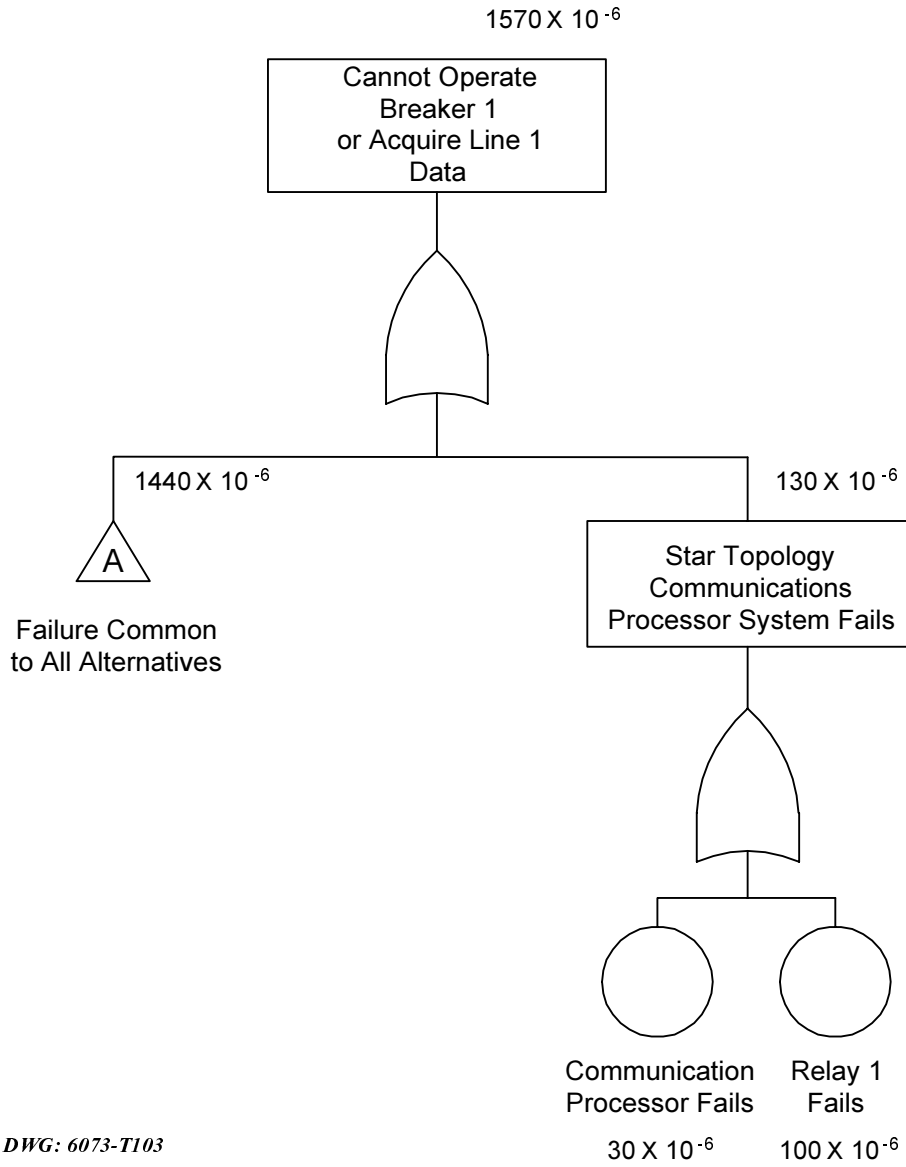 1570 X 10 -6
Cannot Operate
Breaker 1
or Acquire Line 1
Data
1440 X 10 -6
130 X 10 -6
A
Failure Common
to All Alternatives
Star Topology
Communications
Processor System Fails
Communication
Processor Fails
30 X 10 -6
Relay 1
Fails
100 X 10 -6
DWG: 6073-T103